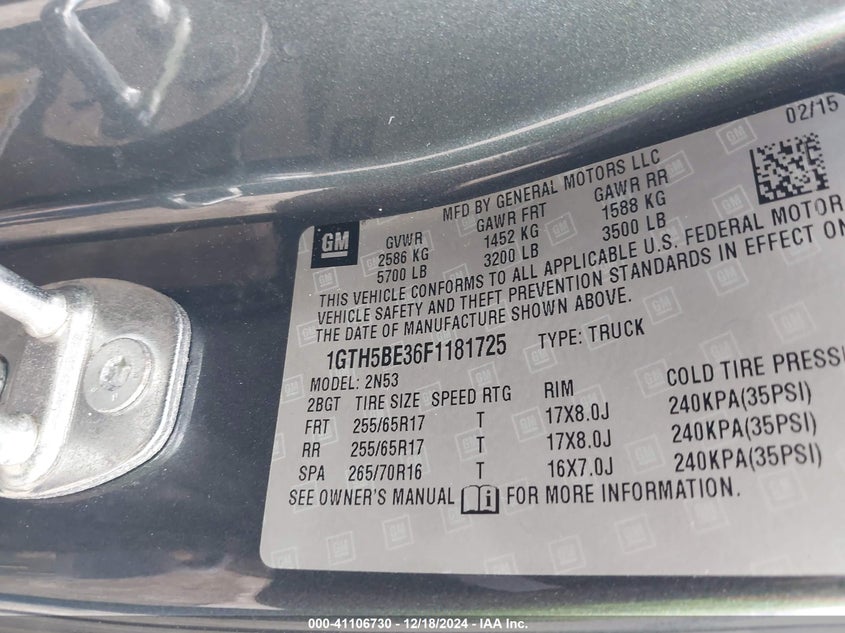 02/15
MFD BY GENERAL MOTORS LLC
GM
GVWR GAWR FRT GAWR RR
2586 KG 1452 KG 1588 KG
5700 LB 3200 LB 3500 LB
THIS VEHICLE CONFORMS TO ALL APPLICABLE U.S. FEDERAL MOTOR
VEHICLE SAFETY AND THEFT PREVENTION STANDARDS IN EFFECT ON
THE DATE OF MANUFACTURE SHOWN ABOVE.
1GTH5BE36F1181725 TYPE: TRUCK
MODEL: 2N53
2BGT TIRE SIZE SPEED RTG RIM COLD TIRE PRESS
FRT 255/65R17 T 17X8.0J 240KPA(35PSI)
RR 255/65R17 T 17X8.0J 240KPA(35PSI)
SPA 265/70R16 T 16X7.0J 240KPA(35PSI)
SEE OWNER'S MANUAL FOR MORE INFORMATION.
000-41106730 - 12/18/2024 - IAA Inc.